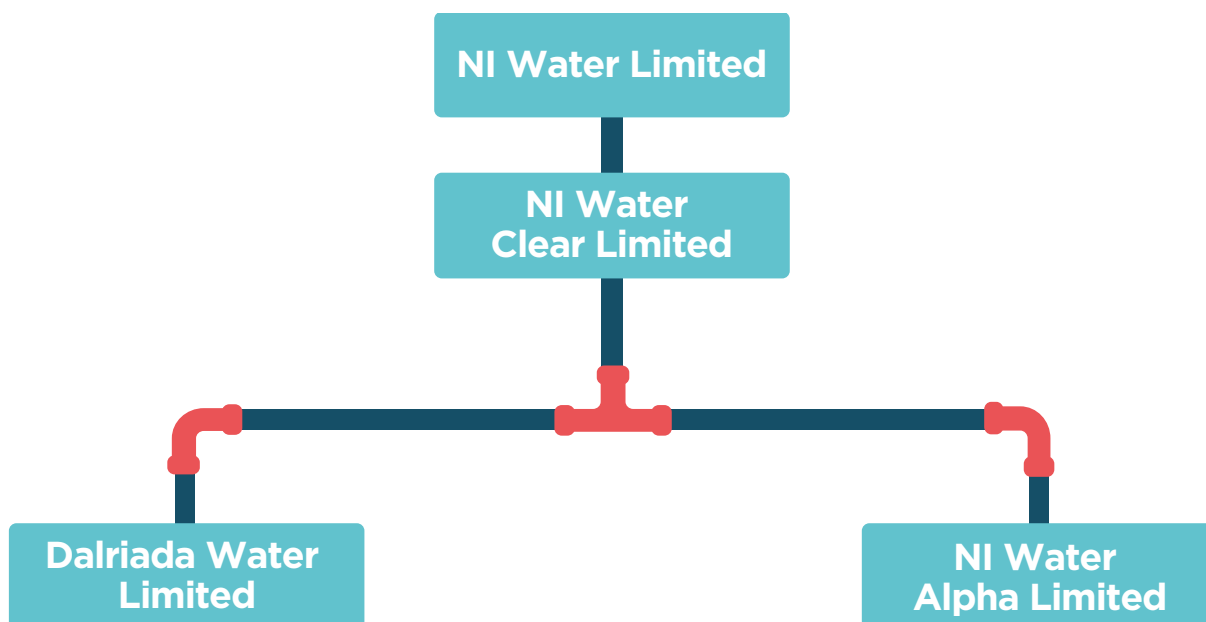 NI Water Limited
NI Water
Clear Limited
Dalriada Water
Limited
NI Water
Alpha Limited